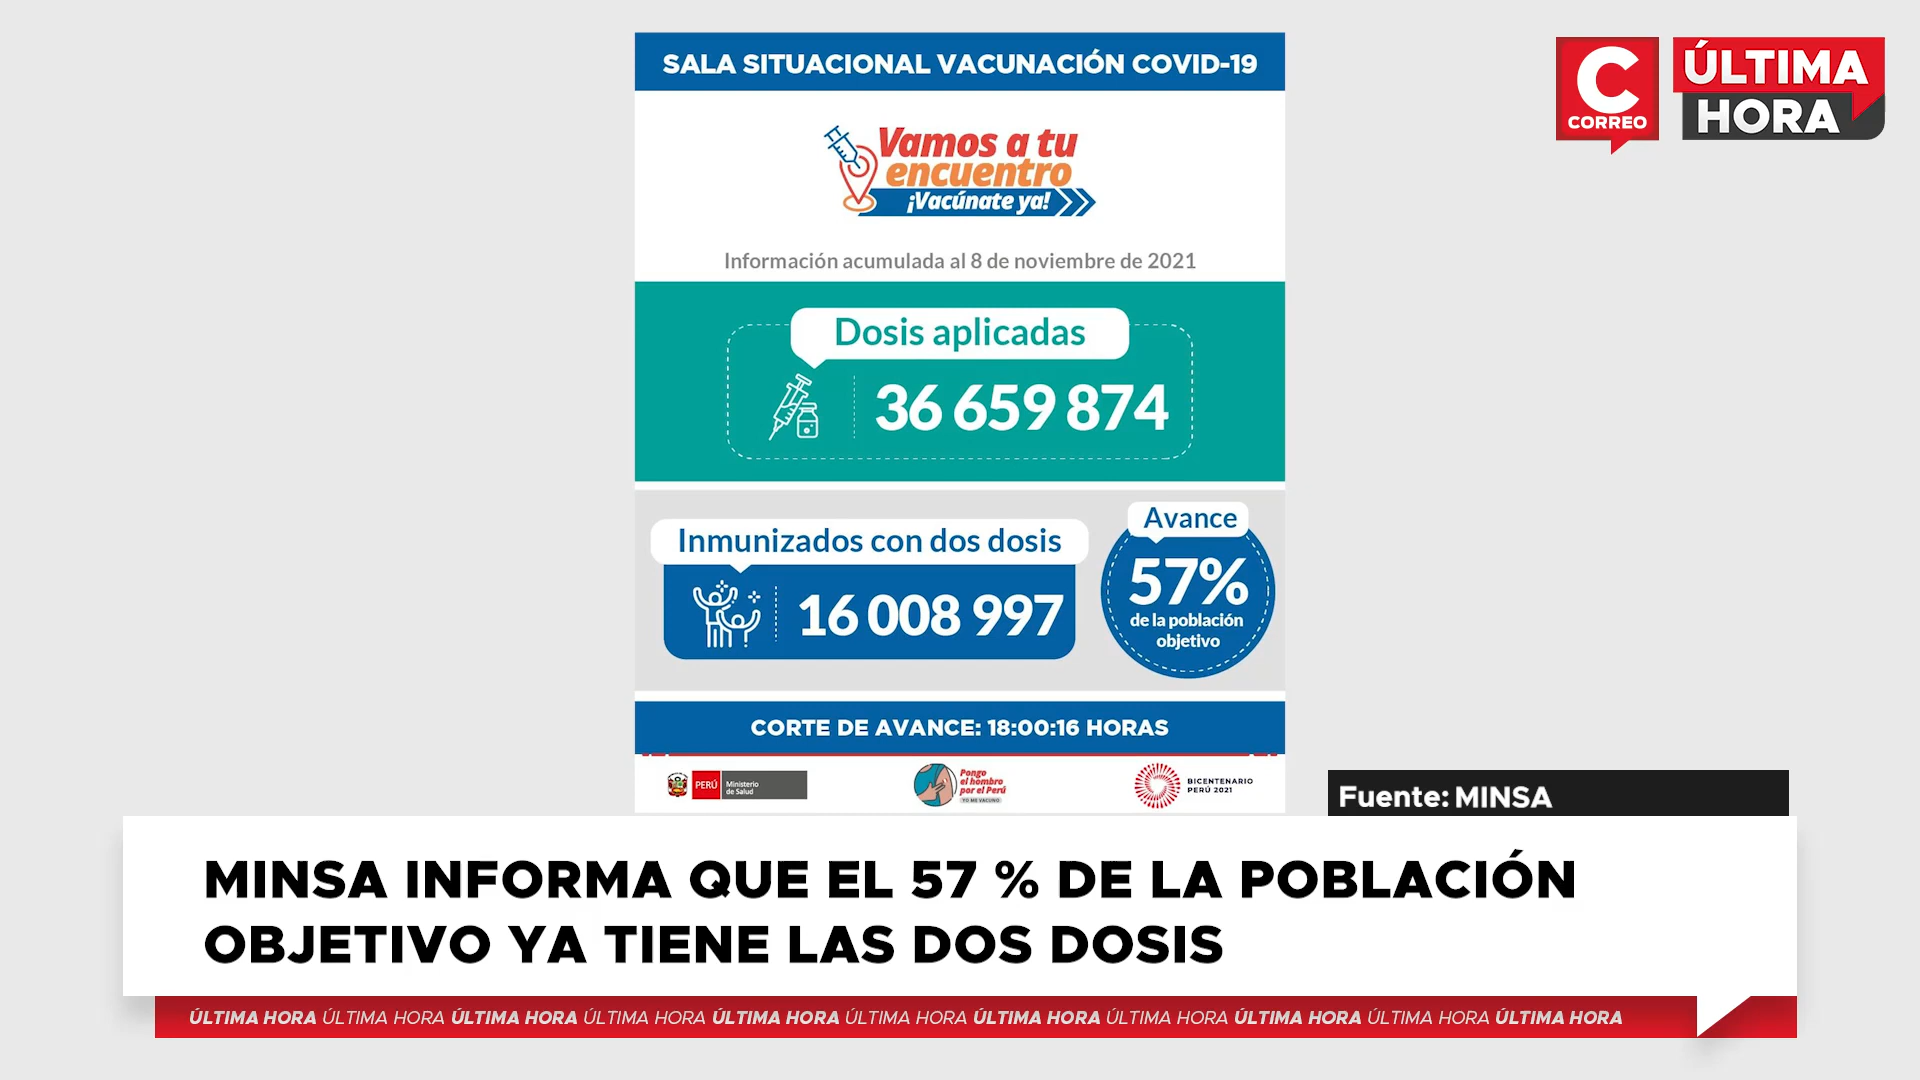 SALA SITUACIONAL VACUNACIÓN COVID-19
C
CORREO
ÚLTIMA
HORA
Vamos a tu
encuentro
¡Vacúnate ya!
Información acumulada al 8 de noviembre de 2021
Dosis aplicadas
36 659 874
Inmunizados con dos dosis
16 008 997
Avance
57%
de la población
objetivo
CORTE DE AVANCE: 18:00:16 HORAS
PERÚ
Ministerio
de Salud
Pongo
el hombro
por el Perú
YO ME VACUNO
BICENTENARIO
PERÚ 2021
Fuente: MINSA
MINSA INFORMA QUE EL 57 % DE LA POBLACIÓN
OBJETIVO YA TIENE LAS DOS DOSIS
ÚLTIMA HORA ÚLTIMA HORA ÚLTIMA HORA ÚLTIMA HORA ÚLTIMA HORA ÚLTIMA HORA ÚLTIMA HORA ÚLTIMA HORA ÚLTIMA HORA ÚLTIMA HORA ÚLTIMA HORA